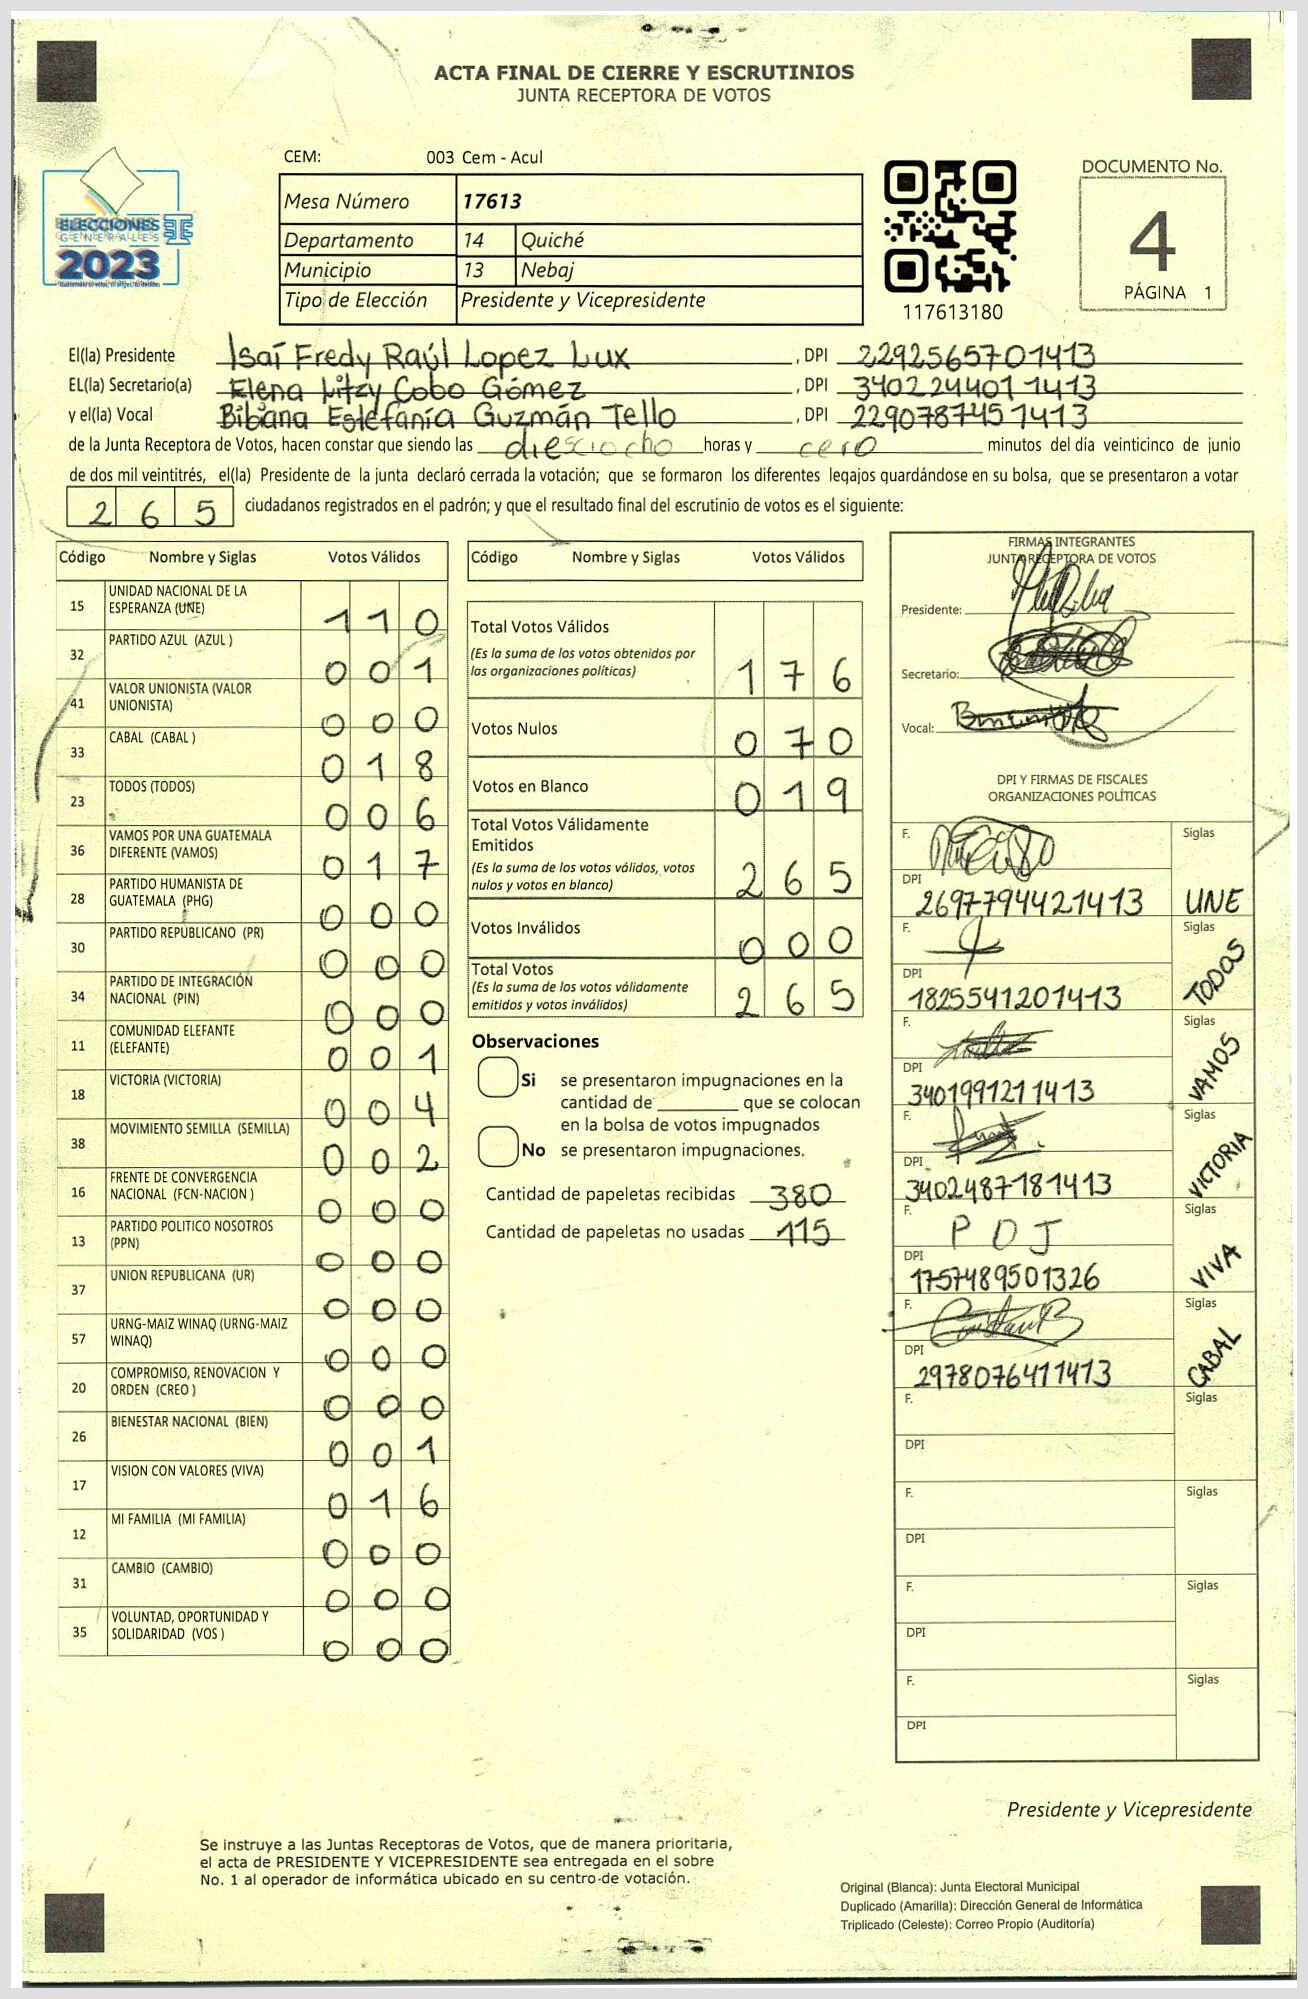 ACTA FINAL DE CIERRE Y ESCRUTINIOS
JUNTA RECEPTORA DE VOTOS
ELECCIONES
GENERALES
2023
CEM: 003 Cem - Acul
Mesa Número 17613
Departamento 14 Quiché
Municipio 13 Nebaj
Tipo de Elección Presidente y Vicepresidente
117613180
DOCUMENTO No.
4
PÁGINA 1
El(la) Presidente Isaí Fredy Raúl Lopez Lux , DPI 2292565701413
EL(la) Secretario(a) Elena Litzy Cobo Gómez , DPI 3402244011413
y el(la) Vocal Bibiana Estefanía Guzmán Tello , DPI 2290787451413
de la Junta Receptora de Votos, hacen constar que siendo las diesciocho horas y cero minutos del día veinticinco de junio
de dos mil veintitrés, el(la) Presidente de la junta declaró cerrada la votación; que se formaron los diferentes legajos guardándose en su bolsa, que se presentaron a votar
2 6 5 ciudadanos registrados en el padrón; y que el resultado final del escrutinio de votos es el siguiente:
Código Nombre y Siglas Votos Válidos
15 UNIDAD NACIONAL DE LA
ESPERANZA (UNE) 1 1 0
32 PARTIDO AZUL (AZUL ) 0 0 1
41 VALOR UNIONISTA (VALOR
UNIONISTA) 0 0 0
33 CABAL (CABAL ) 0 1 8
23 TODOS (TODOS) 0 0 6
36 VAMOS POR UNA GUATEMALA
DIFERENTE (VAMOS) 0 1 7
28 PARTIDO HUMANISTA DE
GUATEMALA (PHG) 0 0 0
30 PARTIDO REPUBLICANO (PR) 0 0 0
34 PARTIDO DE INTEGRACIÓN
NACIONAL (PIN) 0 0 0
11 COMUNIDAD ELEFANTE
(ELEFANTE) 0 0 1
18 VICTORIA (VICTORIA) 0 0 4
38 MOVIMIENTO SEMILLA (SEMILLA) 0 0 2
16 FRENTE DE CONVERGENCIA
NACIONAL (FCN-NACION ) 0 0 0
13 PARTIDO POLITICO NOSOTROS
(PPN) 0 0 0
37 UNION REPUBLICANA (UR) 0 0 0
57 URNG-MAIZ WINAQ (URNG-MAIZ
WINAQ) 0 0 0
20 COMPROMISO, RENOVACION Y
ORDEN (CREO ) 0 0 0
26 BIENESTAR NACIONAL (BIEN) 0 0 1
17 VISION CON VALORES (VIVA) 0 1 6
12 MI FAMILIA (MI FAMILIA) 0 0 0
31 CAMBIO (CAMBIO) 0 0 0
35 VOLUNTAD, OPORTUNIDAD Y
SOLIDARIDAD (VOS ) 0 0 0
Código Nombre y Siglas Votos Válidos
Total Votos Válidos
(Es la suma de los votos obtenidos por
las organizaciones políticas) 1 7 6
Votos Nulos 0 7 0
Votos en Blanco 0 1 9
Total Votos Válidamente
Emitidos
(Es la suma de los votos válidos, votos
nulos y votos en blanco) 2 6 5
Votos Inválidos 0 0 0
Total Votos
(Es la suma de los votos válidamente
emitidos y votos inválidos) 2 6 5
Observaciones
Si se presentaron impugnaciones en la
cantidad de ________ que se colocan
en la bolsa de votos impugnados
No se presentaron impugnaciones.
Cantidad de papeletas recibidas 380
Cantidad de papeletas no usadas 115
FIRMAS INTEGRANTES
JUNTA RECEPTORA DE VOTOS
Presidente:
Secretario:
Vocal:
DPI Y FIRMAS DE FISCALES
ORGANIZACIONES POLÍTICAS
F. Siglas
DPI 2697794421413 UNE
F. Siglas
DPI 1825541201413 TODOS
F. Siglas
DPI 3401991211413 VAMOS
F. Siglas
DPI 3402487181413 VICTORIA
F. P D J Siglas
DPI 1757489501326 VIVA
F. Siglas
DPI 2978076411413 CABAL
F. Siglas
DPI
F. Siglas
DPI
F. Siglas
DPI
F. Siglas
DPI
Presidente y Vicepresidente
Se instruye a las Juntas Receptoras de Votos, que de manera prioritaria,
el acta de PRESIDENTE Y VICEPRESIDENTE sea entregada en el sobre
No. 1 al operador de informática ubicado en su centro de votación.
Original (Blanca): Junta Electoral Municipal
Duplicado (Amarilla): Dirección General de Informática
Triplicado (Celeste): Correo Propio (Auditoría)